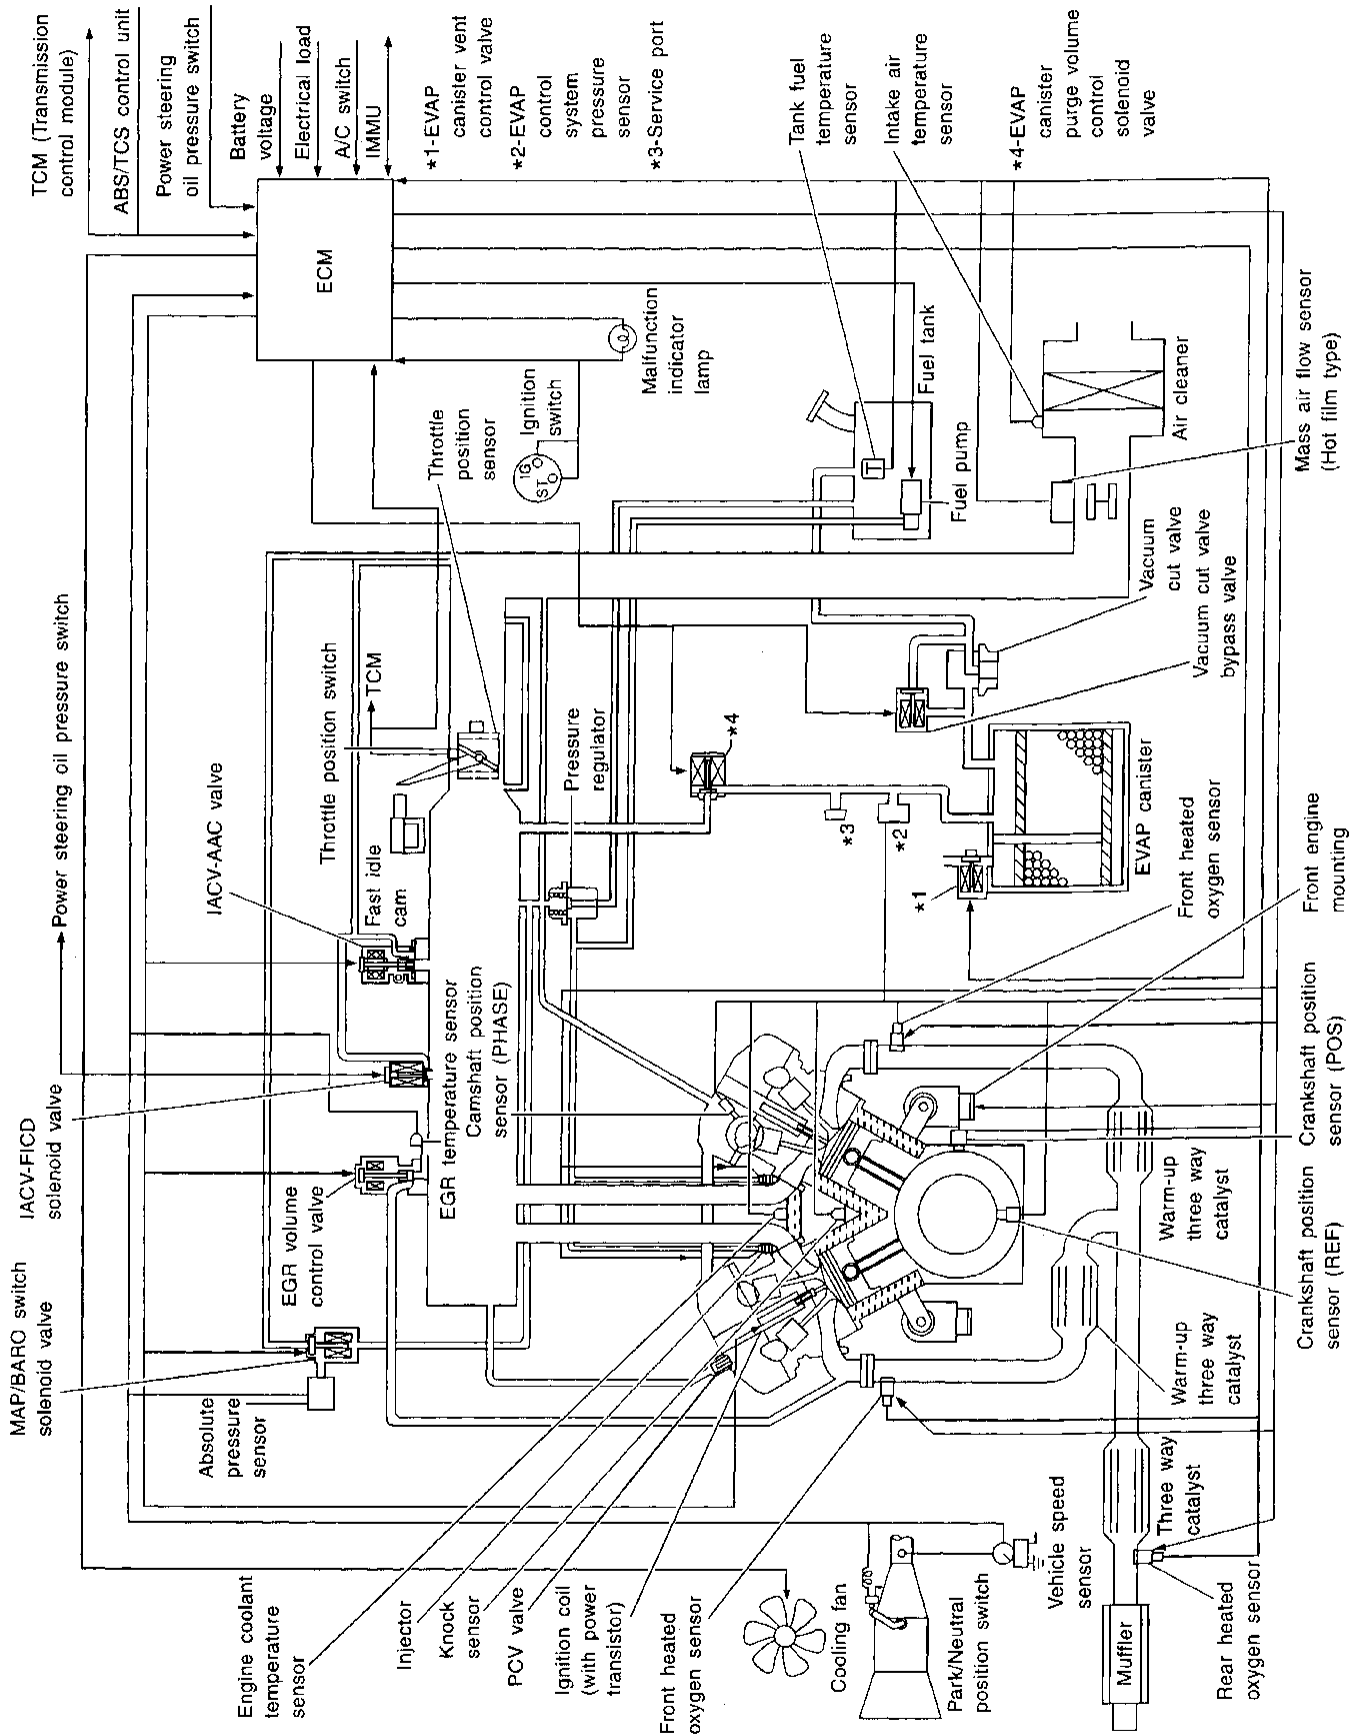 TCM (Transmission
control module)
ABS/TCS control unit
Power steering
oil pressure switch
Battery
voltage
Electrical load
A/C switch
IMMU
*1-EVAP
canister vent
control valve
*2-EVAP
control
system
pressure
sensor
*3-Service port
Tank fuel
temperature
sensor
Intake air
temperature
sensor
*4-EVAP
canister
purge volume
control
solenoid
valve
ECM
Malfunction
indicator
lamp
Ignition
switch
IG
ST
Throttle
position
sensor
Fuel tank
T
Fuel pump
Air cleaner
Mass air flow sensor
(Hot film type)
Power steering oil pressure switch
Throttle position switch
TCM
IACV-AAC valve
Fast idle
cam
Pressure
regulator
*4
*3
*2
*1
Vacuum
cut valve
Vacuum cut valve
bypass valve
EVAP canister
Front heated
oxygen sensor
Front engine
mounting
IACV-FICD
solenoid valve
EGR volume
control valve
EGR temperature sensor
Camshaft position
sensor (PHASE)
MAP/BARO switch
solenoid valve
Absolute
pressure
sensor
Crankshaft position
sensor (POS)
Crankshaft position
sensor (REF)
Warm-up
three way
catalyst
Warm-up
three way
catalyst
Three way
catalyst
Engine coolant
temperature
sensor
Injector
Knock
sensor
PCV valve
Ignition coil
(with power
transistor)
Front heated
oxygen sensor
Cooling fan
Park/Neutral
position switch
Vehicle speed
sensor
Muffler
Rear heated
oxygen sensor